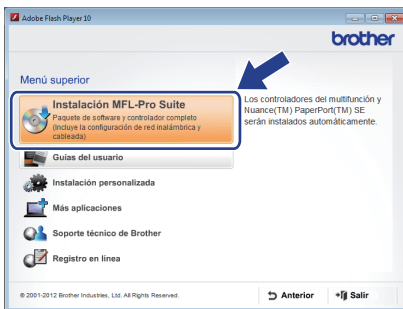 Adobe Flash Player 10
brother
Menú superior
Instalación MFL-Pro Suite
Paquete de software y controlador completo
(Incluye la configuración de red inalámbrica y
cableada)
Los controladores del multifunción y
Nuance(TM) PaperPort(TM) SE
serán instalados automáticamente.
Guías del usuario
Instalación personalizada
Más aplicaciones
Soporte técnico de Brother
Registro en línea
© 2001-2012 Brother Industries, Ltd. All Rights Reserved.
Anterior
Salir